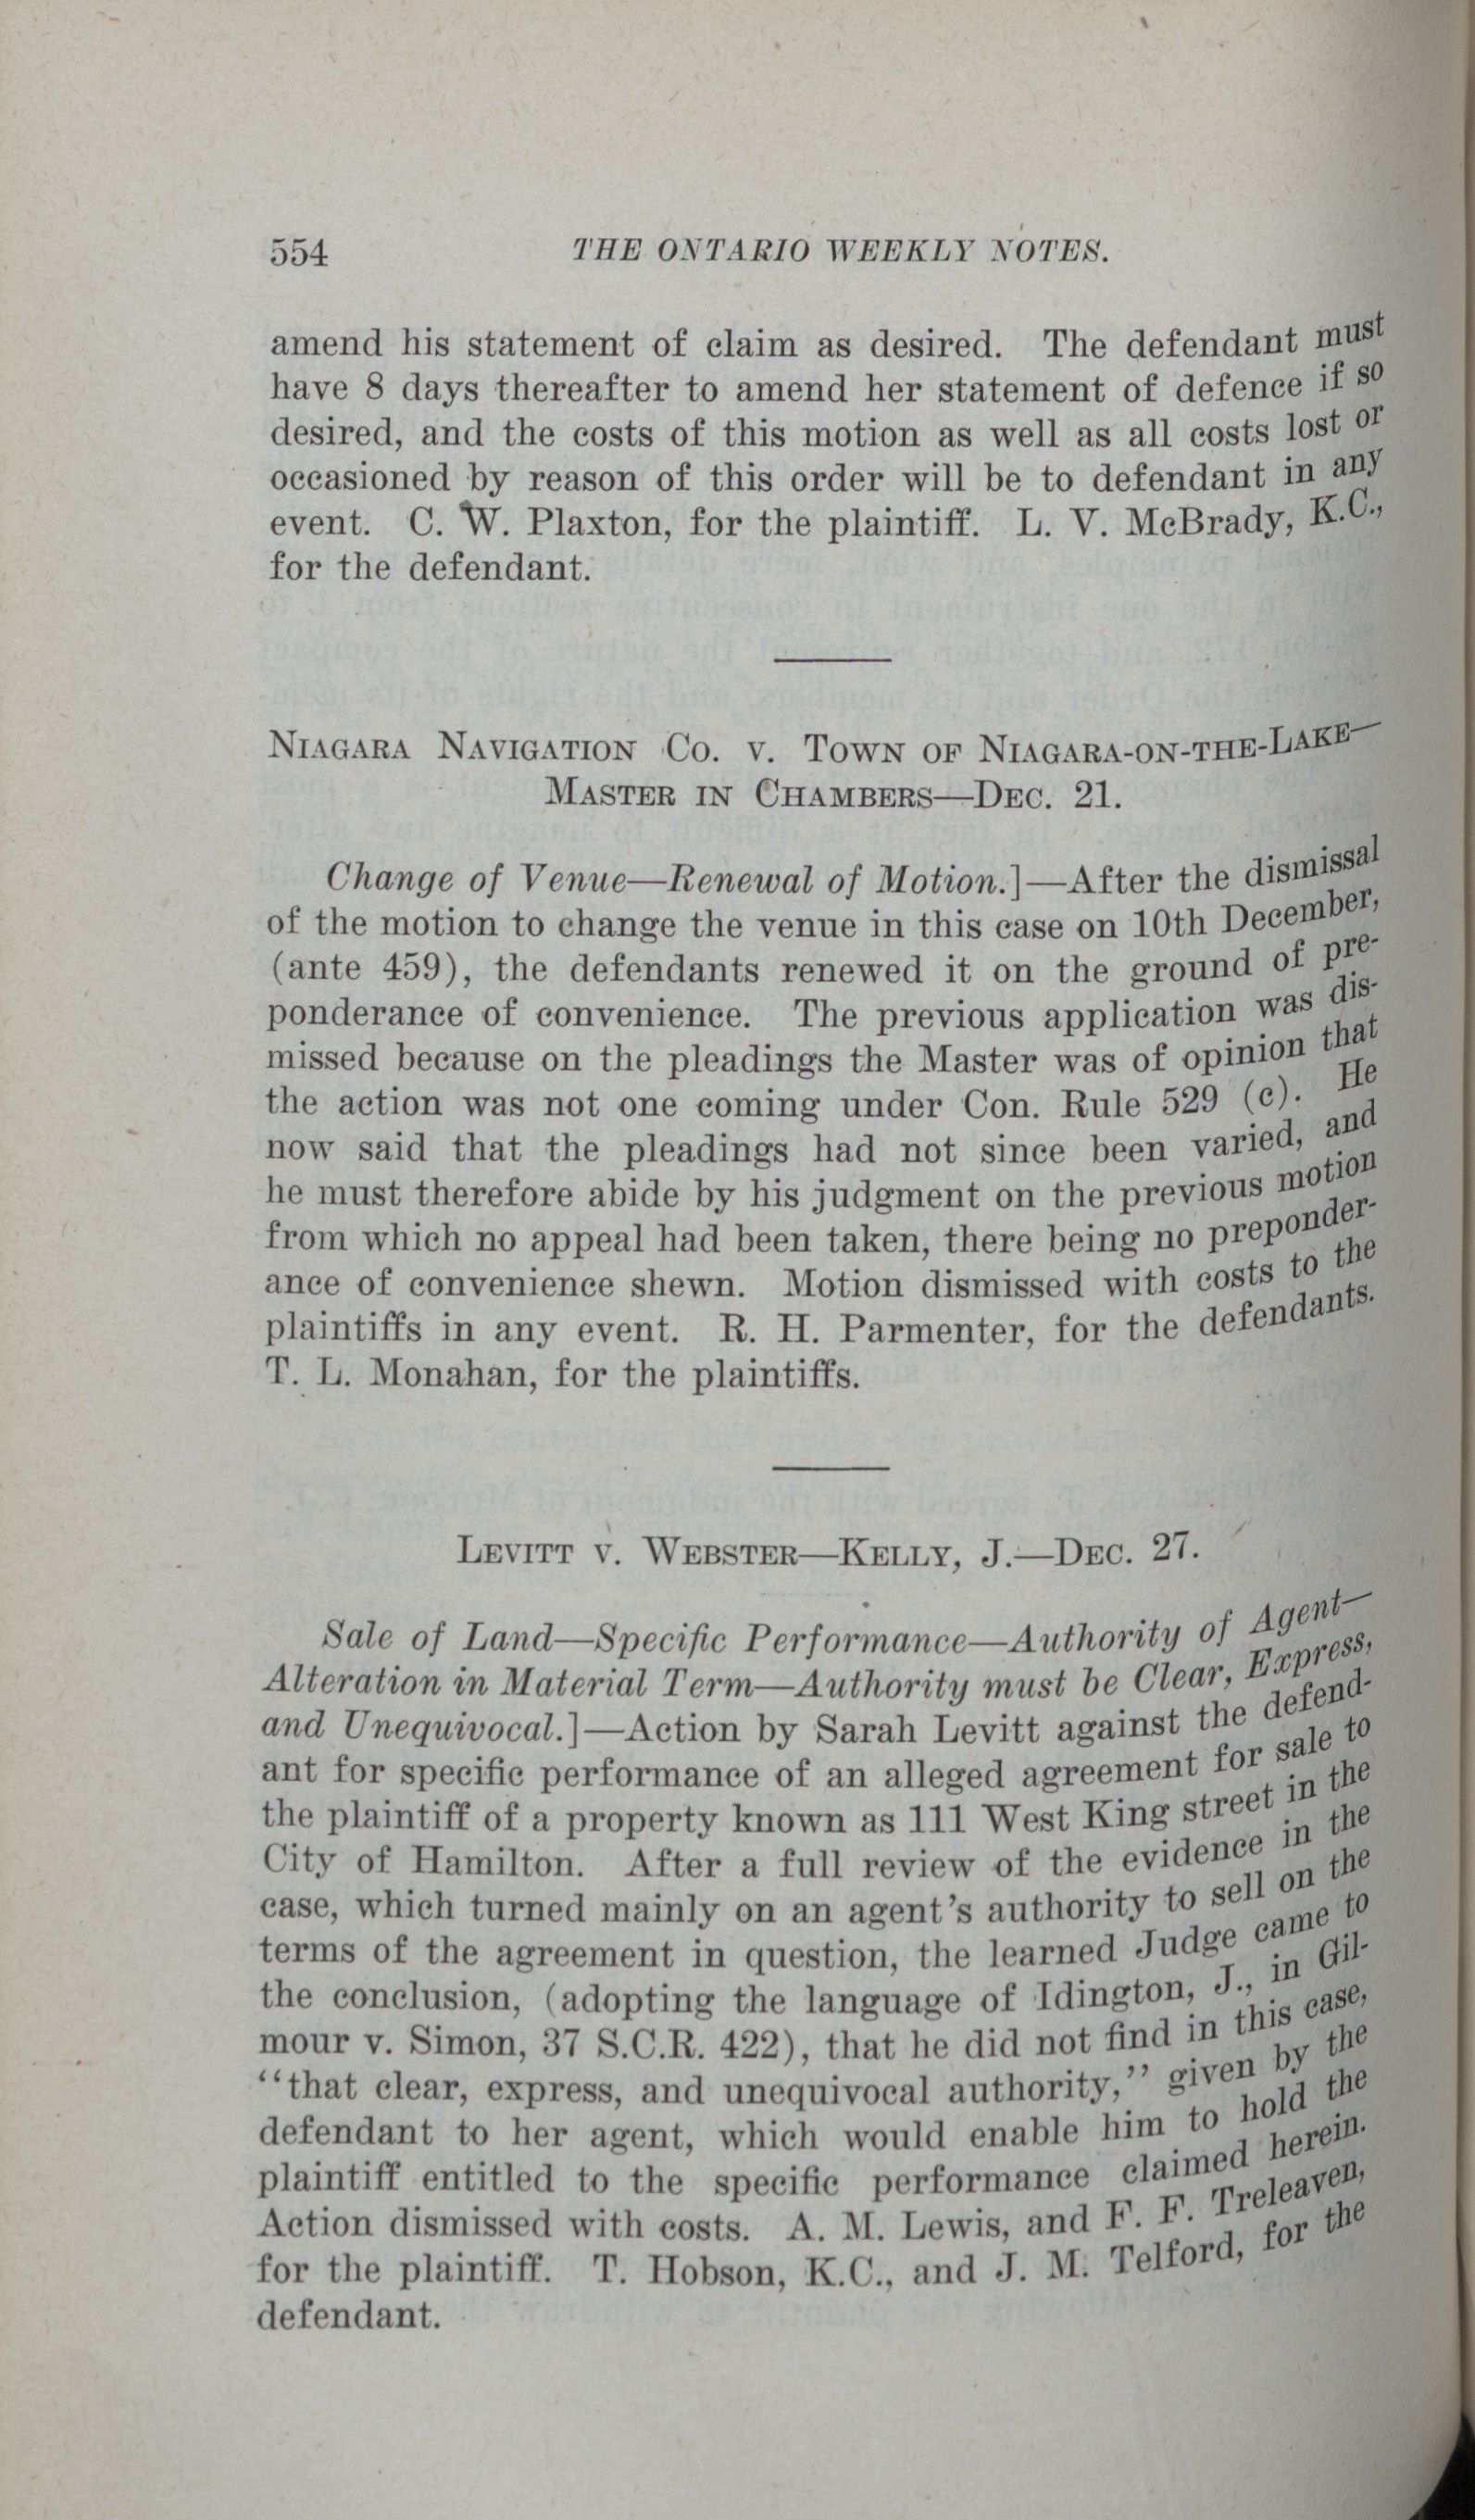 554 THE ONTARIO WEEKLY NOTES.
amend his statement of claim as desired. The defendant must
have 8 days thereafter to amend her statement of defence if so
desired, and the costs of this motion as well as all costs lost or
occasioned by reason of this order will be to defendant in any
event. C. W. Plaxton, for the plaintiff. L. V. McBrady, K.C.,
for the defendant.
NIAGARA NAVIGATION CO. V. TOWN OF NIAGARA-ON-THE-LAKE—
MASTER IN CHAMBERS—DEC. 21.
Change of Venue—Renewal of Motion.]—After the dismissal
of the motion to change the venue in this case on 10th December,
(ante 459), the defendants renewed it on the ground of pre-
ponderance of convenience. The previous application was dis-
missed because on the pleadings the Master was of opinion that
the action was not one coming under Con. Rule 529 (c). He
now said that the pleadings had not since been varied, and
he must therefore abide by his judgment on the previous motion
from which no appeal had been taken, there being no preponder-
ance of convenience shewn. Motion dismissed with costs to the
plaintiffs in any event. R. H. Parmenter, for the defendants.
T. L. Monahan, for the plaintiffs.
LEVITT V. WEBSTER—KELLY, J.—DEC. 27.
Sale of Land—Specific Performance—Authority of Agent—
Alteration in Material Term—Authority must be Clear, Express,
and Unequivocal.]—Action by Sarah Levitt against the defend-
ant for specific performance of an alleged agreement for sale to
the plaintiff of a property known as 111 West King street in the
City of Hamilton. After a full review of the evidence in the
case, which turned mainly on an agent's authority to sell on the
terms of the agreement in question, the learned Judge came to
the conclusion, (adopting the language of Idington, J., in Gil-
mour v. Simon, 37 S.C.R. 422), that he did not find in this case,
"that clear, express, and unequivocal authority," given by the
defendant to her agent, which would enable him to hold the
plaintiff entitled to the specific performance claimed herein.
Action dismissed with costs. A. M. Lewis, and F. F. Treleaven,
for the plaintiff. T. Hobson, K.C., and J. M. Telford, for the
defendant.